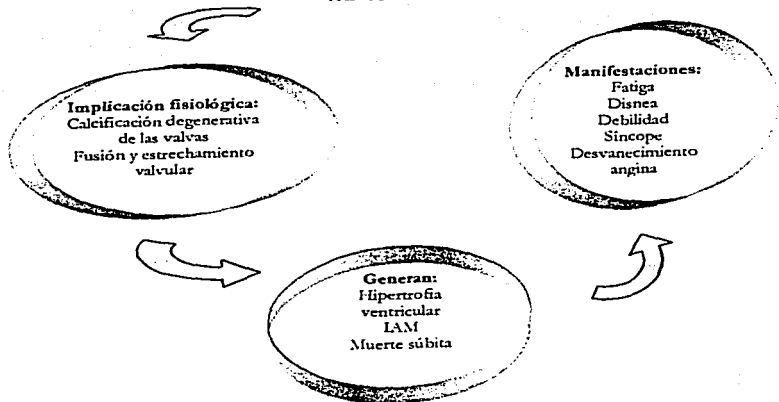 Implicación fisiológica:
Calcificación degenerativa
de las valvas
Fusión y estrechamiento
valvular
Generan:
Hipertrofia
ventricular
IAM
Muerte súbita
Manifestaciones:
Fatiga
Disnea
Debilidad
Síncope
Desvanecimiento
angina